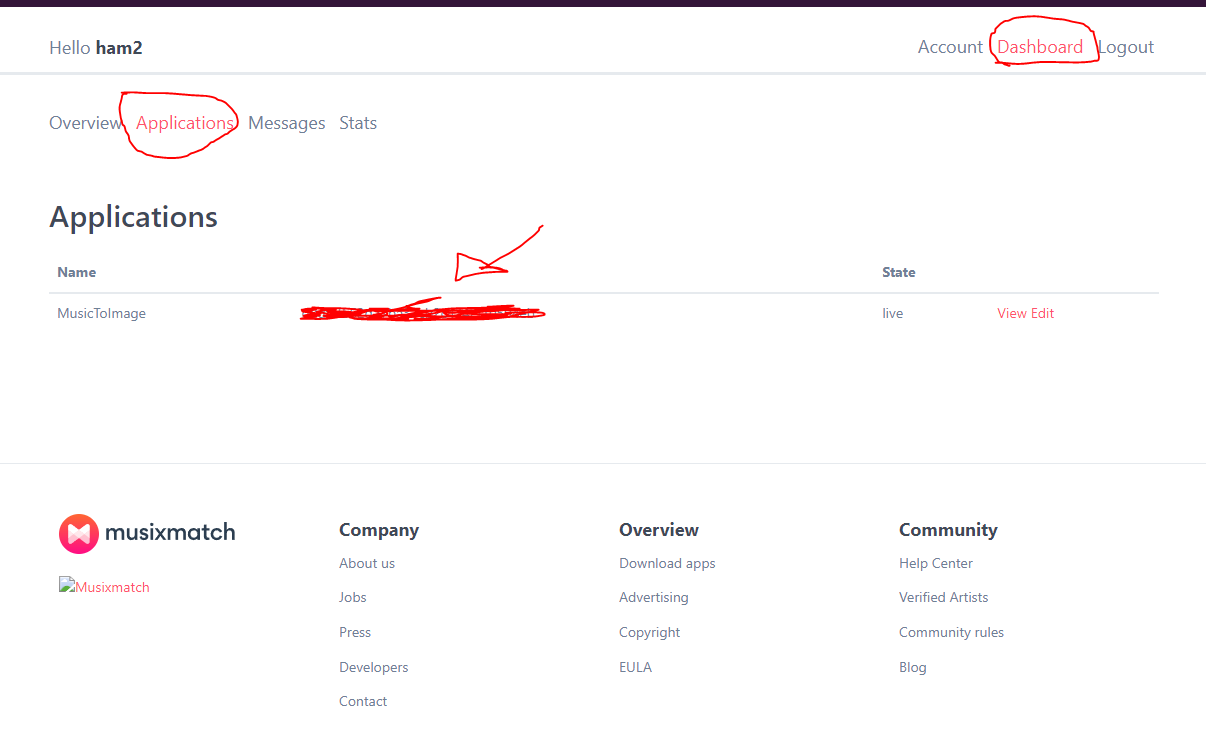 Hello ham2
Account Dashboard Logout
Overview Applications Messages Stats
Applications
Name State
MusicToImage live View Edit
musixmatch
Musixmatch
Company
About us
Jobs
Press
Developers
Contact
Overview
Download apps
Advertising
Copyright
EULA
Community
Help Center
Verified Artists
Community rules
Blog